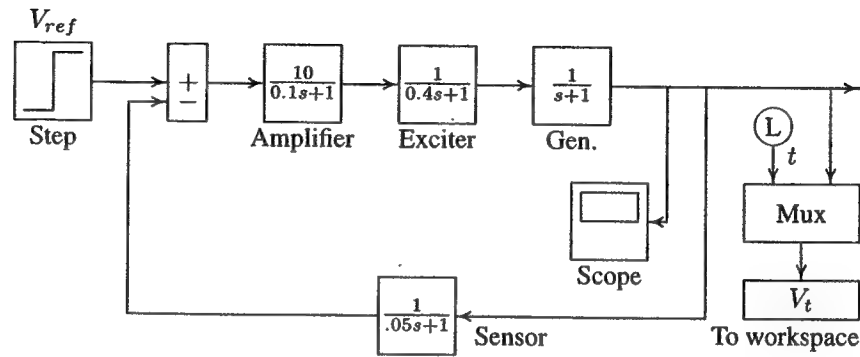 V_ref
Step
+
−
10
0.1s+1
Amplifier
1
0.4s+1
Exciter
1
s+1
Gen.
L
t
Mux
V_t
To workspace
Scope
1
.05s+1
Sensor